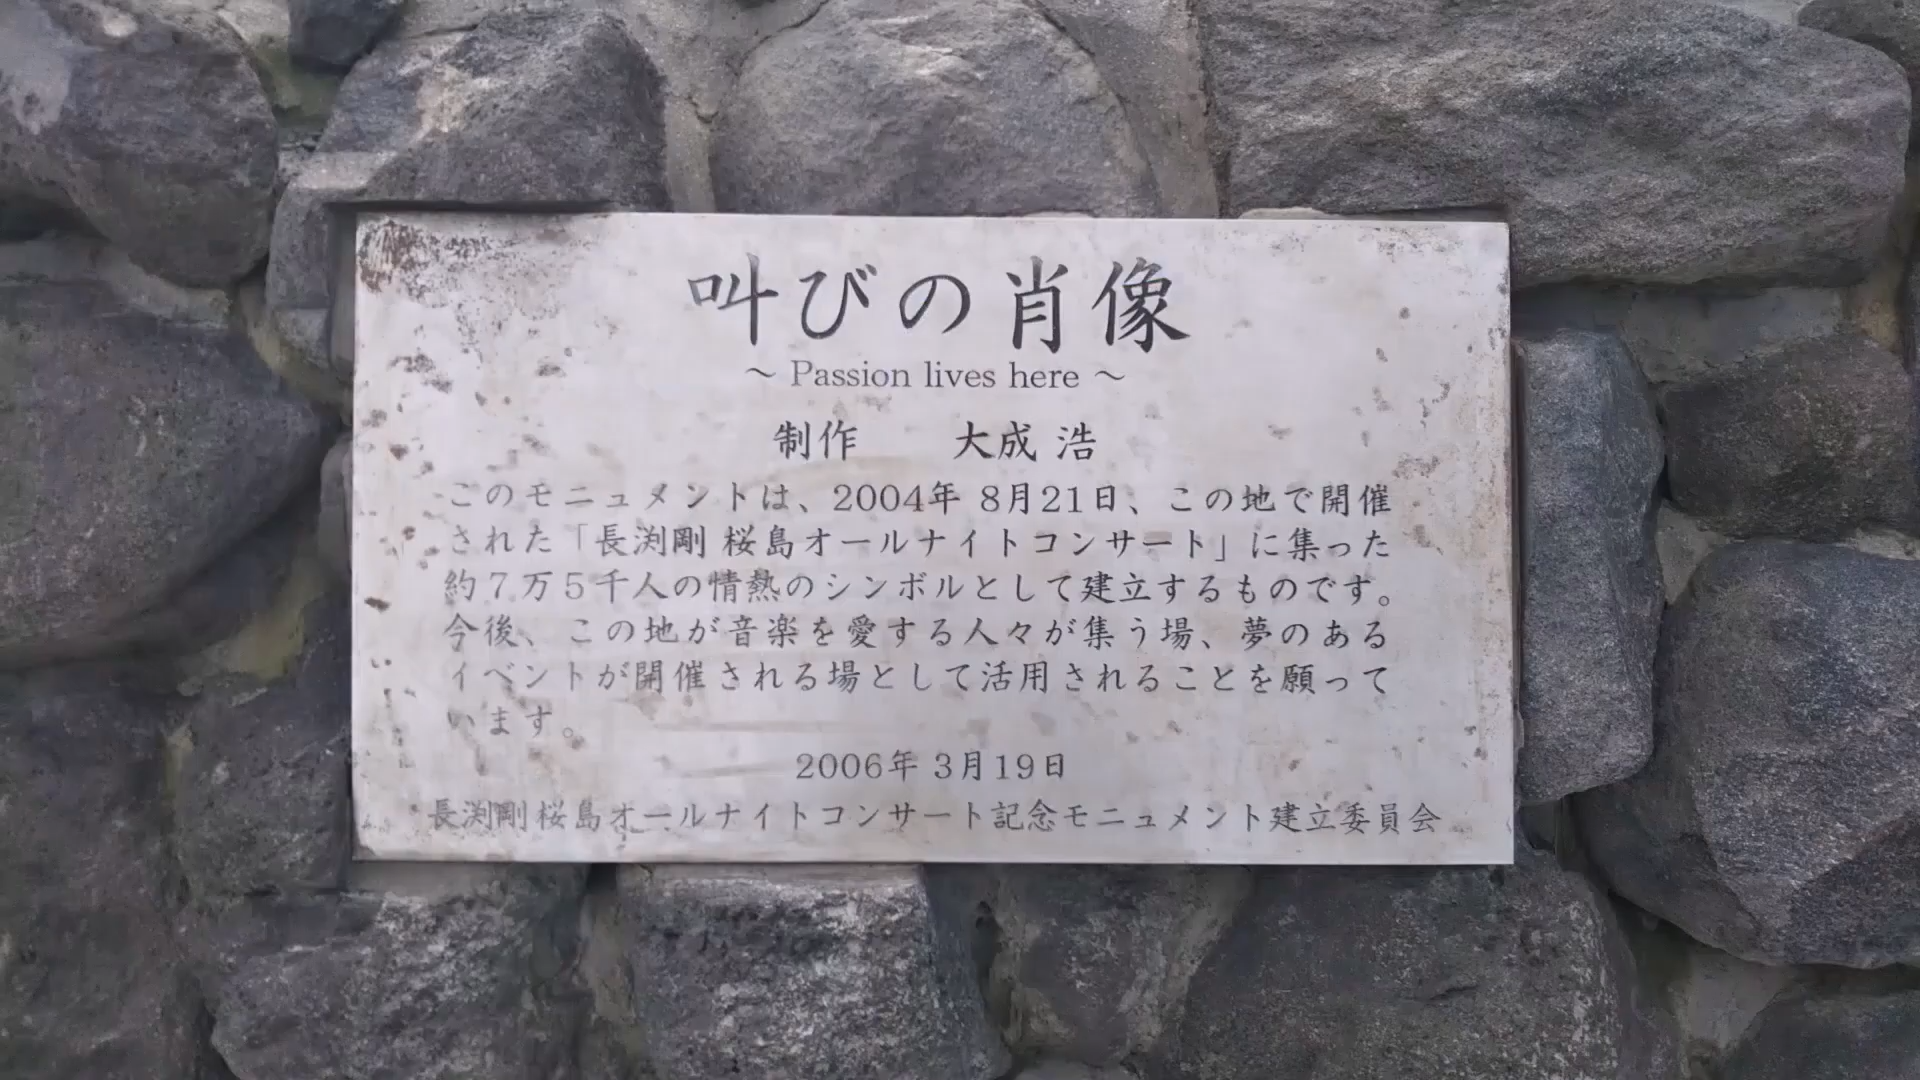 叫びの肖像
～ Passion lives here ～
制作　　大成 浩
このモニュメントは、2004年 8月21日、この地で開催
された「長渕剛 桜島オールナイトコンサート」に集った
約７万５千人の情熱のシンボルとして建立するものです。
今後、この地が音楽を愛する人々が集う場、夢のある
イベントが開催される場として活用されることを願って
います。
2006年 3月19日
長渕剛 桜島オールナイトコンサート記念モニュメント建立委員会